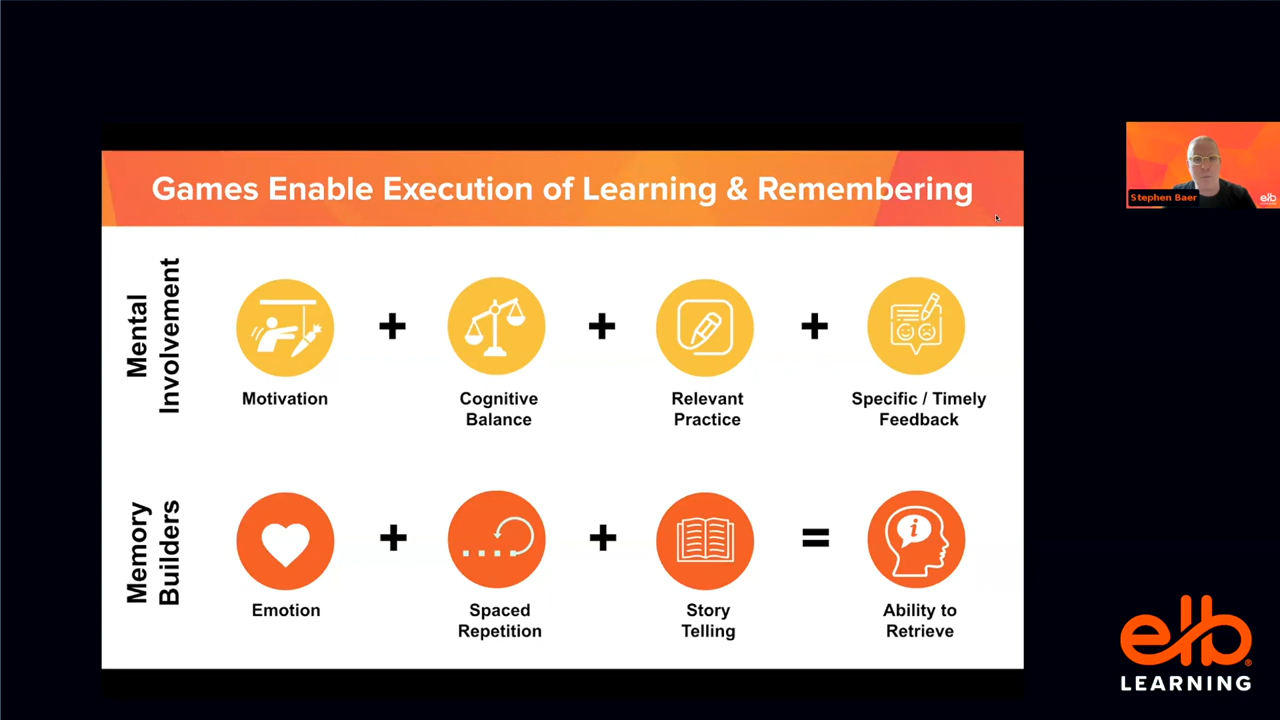 Games Enable Execution of Learning & Remembering
Stephen Baer
elb
Mental
Involvement
+
+
+
Motivation
Cognitive
Balance
Relevant
Practice
Specific / Timely
Feedback
Memory
Builders
+
+
=
i
Emotion
Spaced
Repetition
Story
Telling
Ability to
Retrieve
elb®
LEARNING